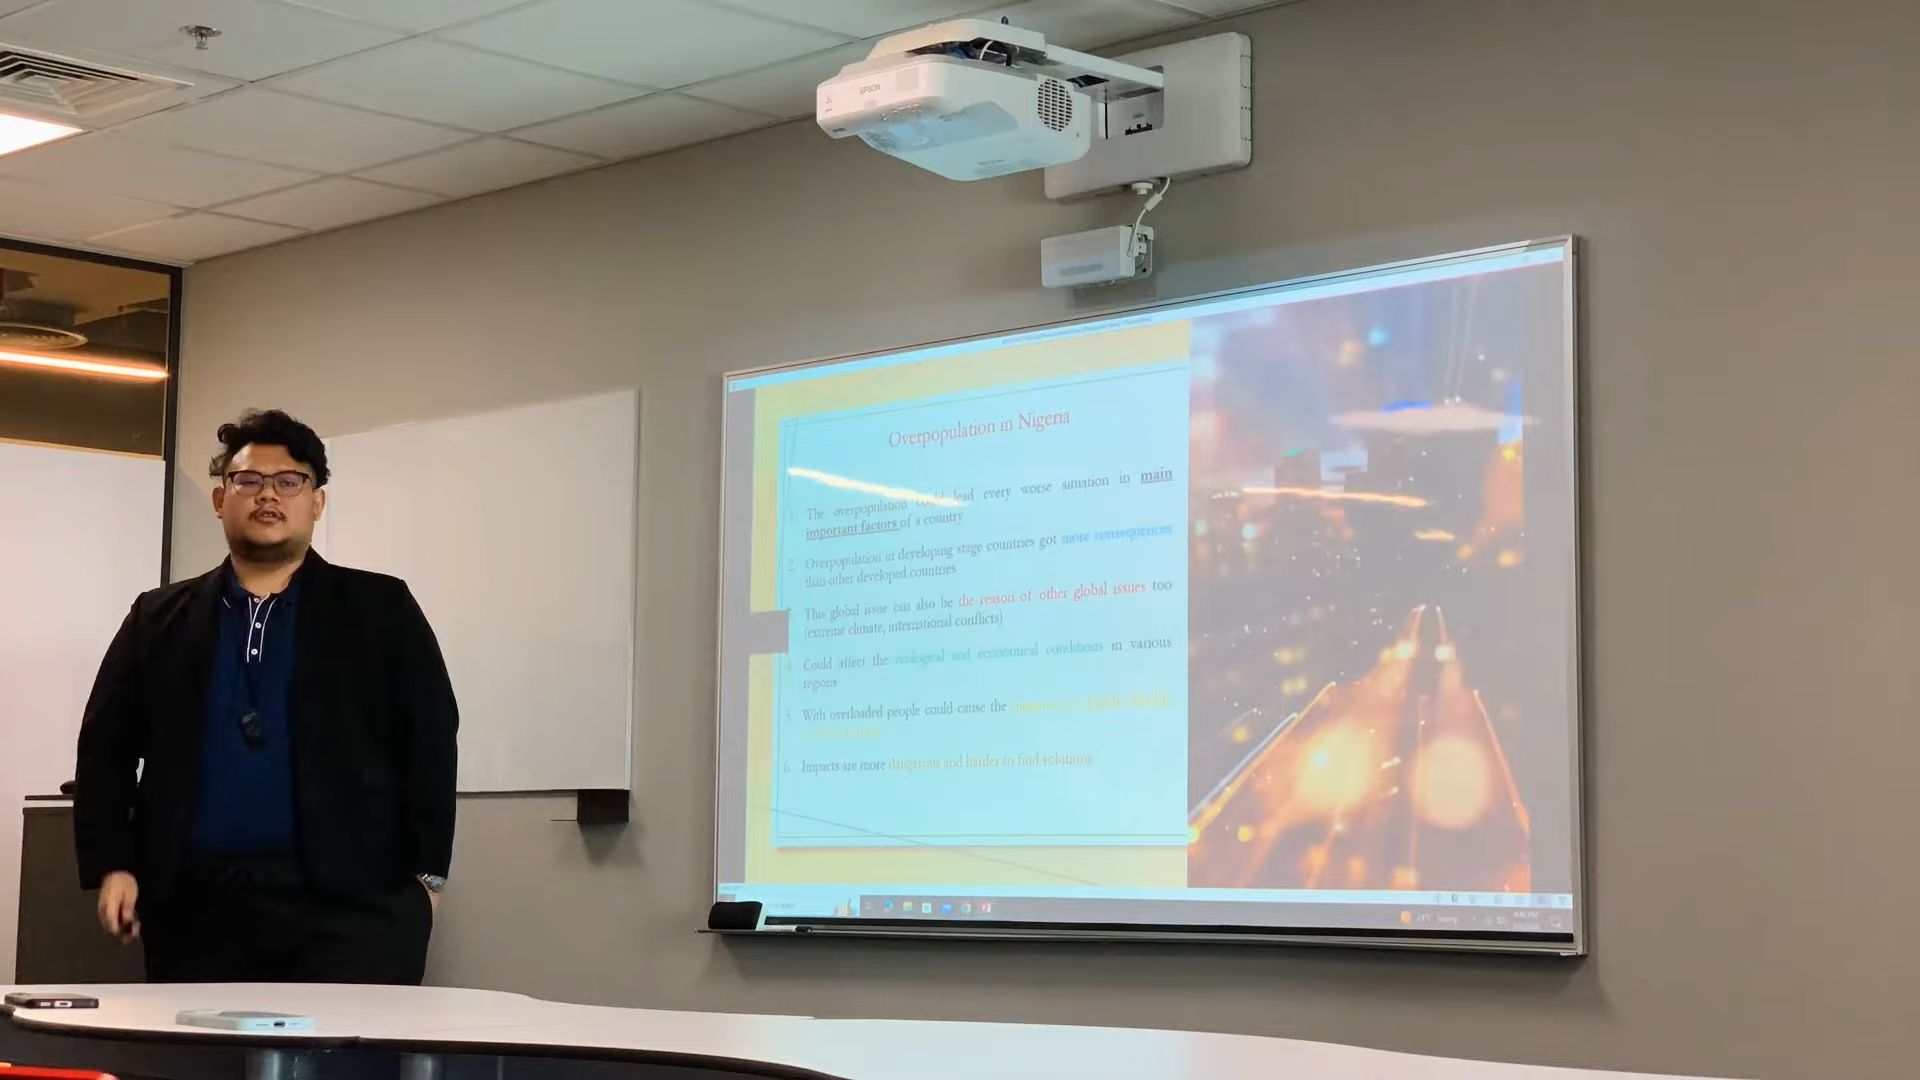 EPSON
Overpopulation in Nigeria
1. The overpopulation could lead every worse situation in main
important factors of a country
2. Overpopulation in developing stage countries got more consequences
than other developed countries
This global issue can also be the reason of other global issues too
(extreme climate, international conflicts)
4. Could affect the ecological and economical conditions in various
regions
5. With overloaded people could cause the
6. Impacts are more dangerous and harder to find solutions
Sunny